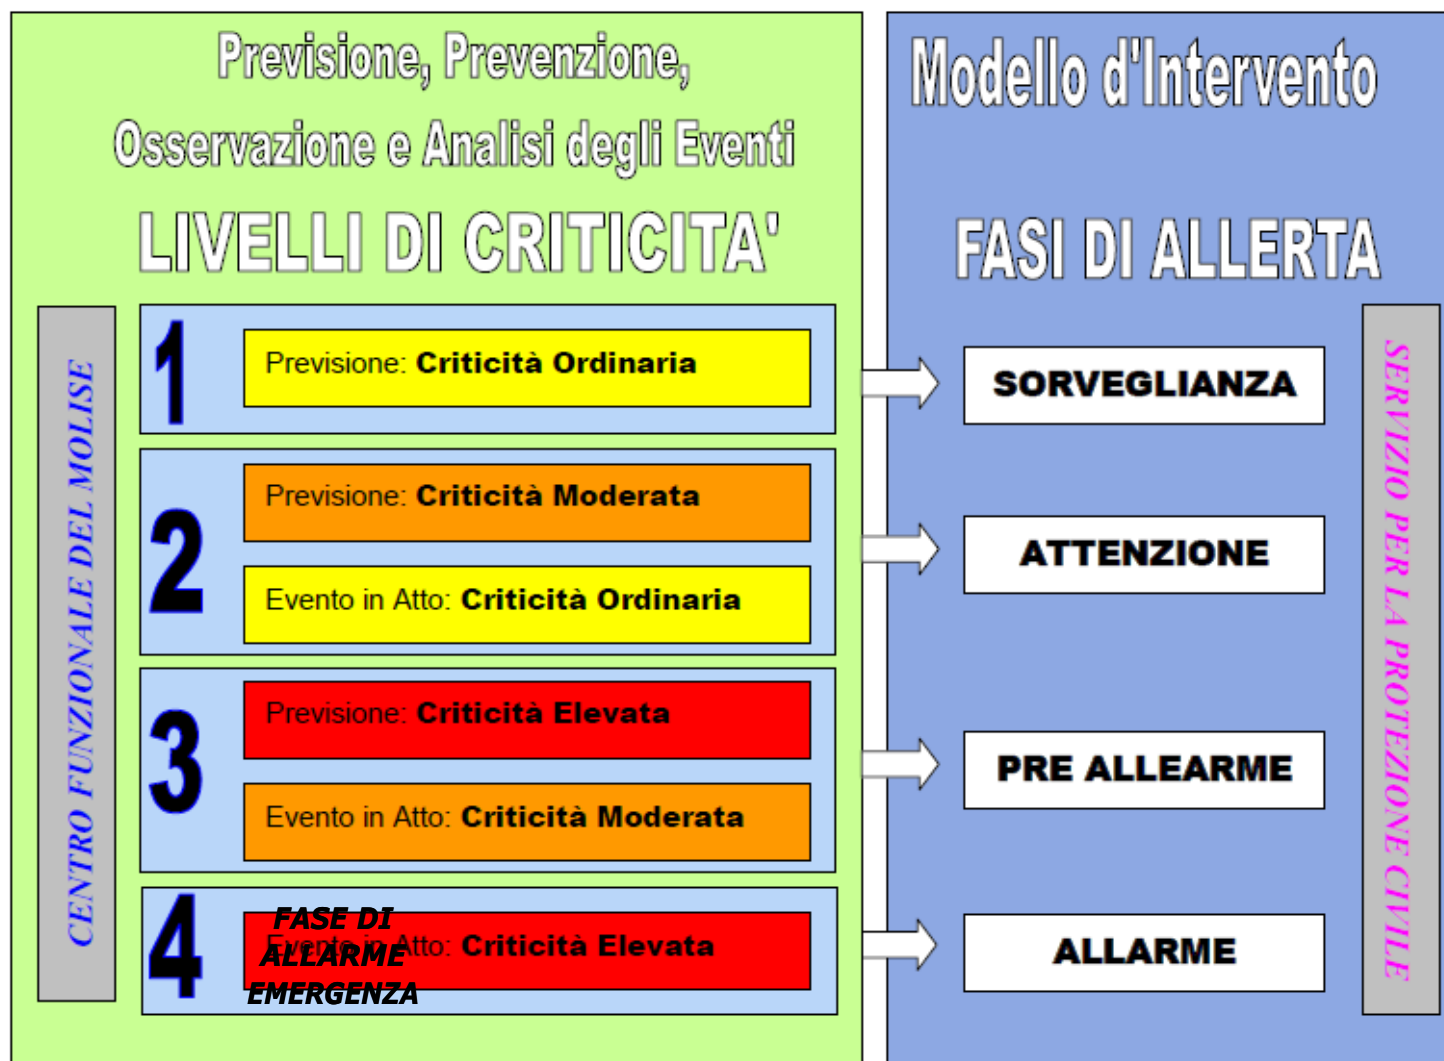 Previsione, Prevenzione,
Osservazione e Analisi degli Eventi
LIVELLI DI CRITICITA'
CENTRO FUNZIONALE DEL MOLISE
1
Previsione: Criticità Ordinaria
2
Previsione: Criticità Moderata
Evento in Atto: Criticità Ordinaria
3
Previsione: Criticità Elevata
Evento in Atto: Criticità Moderata
4
Evento in Atto: Criticità Elevata
FASE DI
ALLARME
EMERGENZA
Modello d'Intervento
FASI DI ALLERTA
SORVEGLIANZA
ATTENZIONE
PRE ALLEARME
ALLARME
SERVIZIO PER LA PROTEZIONE CIVILE